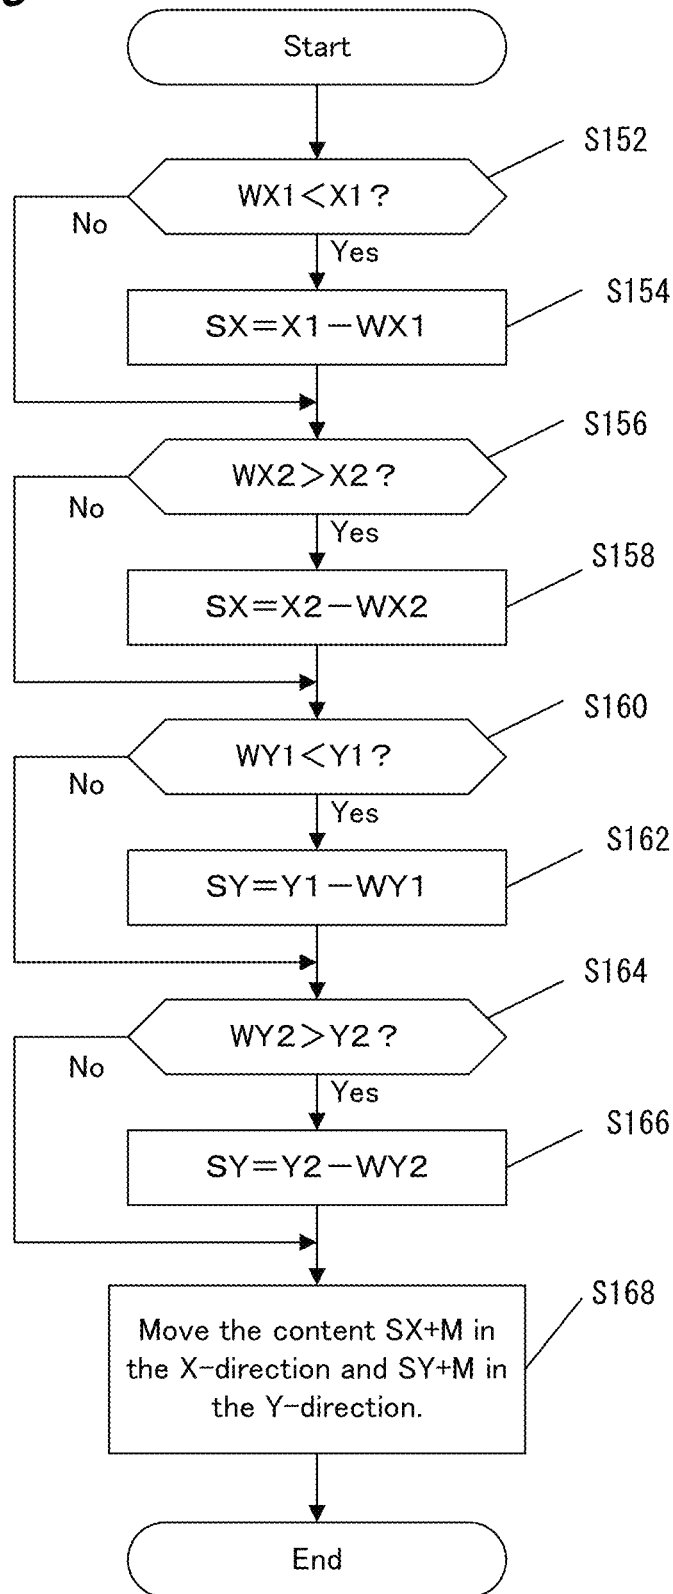 Start
S152
WX1<X1?
No
Yes
S154
SX=X1-WX1
S156
WX2>X2?
No
Yes
S158
SX=X2-WX2
S160
WY1<Y1?
No
Yes
S162
SY=Y1-WY1
S164
WY2>Y2?
No
Yes
S166
SY=Y2-WY2
S168
Move the content SX+M in
the X-direction and SY+M in
the Y-direction.
End